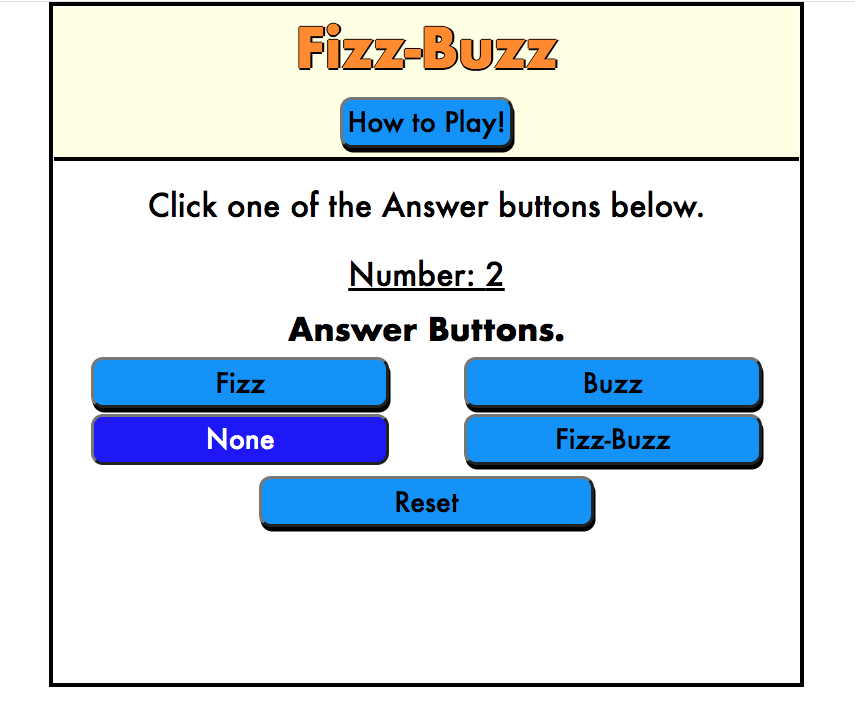 Fizz-Buzz
How to Play!
Click one of the Answer buttons below.
Number: 2
Answer Buttons.
Fizz
Buzz
None
Fizz-Buzz
Reset